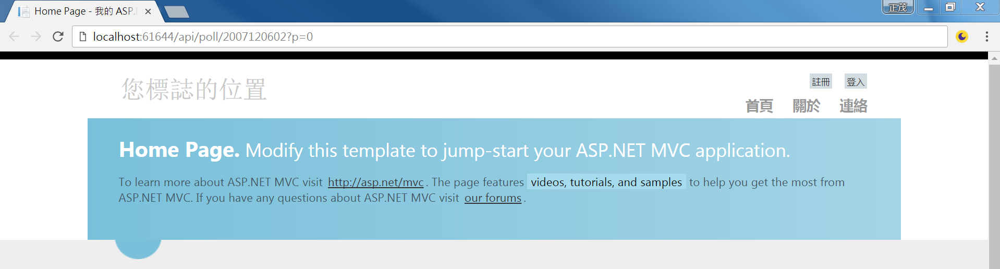 Home Page - 我的 ASP.
正茂
localhost:61644/api/poll/2007120602?p=0
您標誌的位置
註冊 登入
首頁 關於 連絡
Home Page. Modify this template to jump-start your ASP.NET MVC application.
To learn more about ASP.NET MVC visit http://asp.net/mvc. The page features videos, tutorials, and samples to help you get the most from
ASP.NET MVC. If you have any questions about ASP.NET MVC visit our forums.